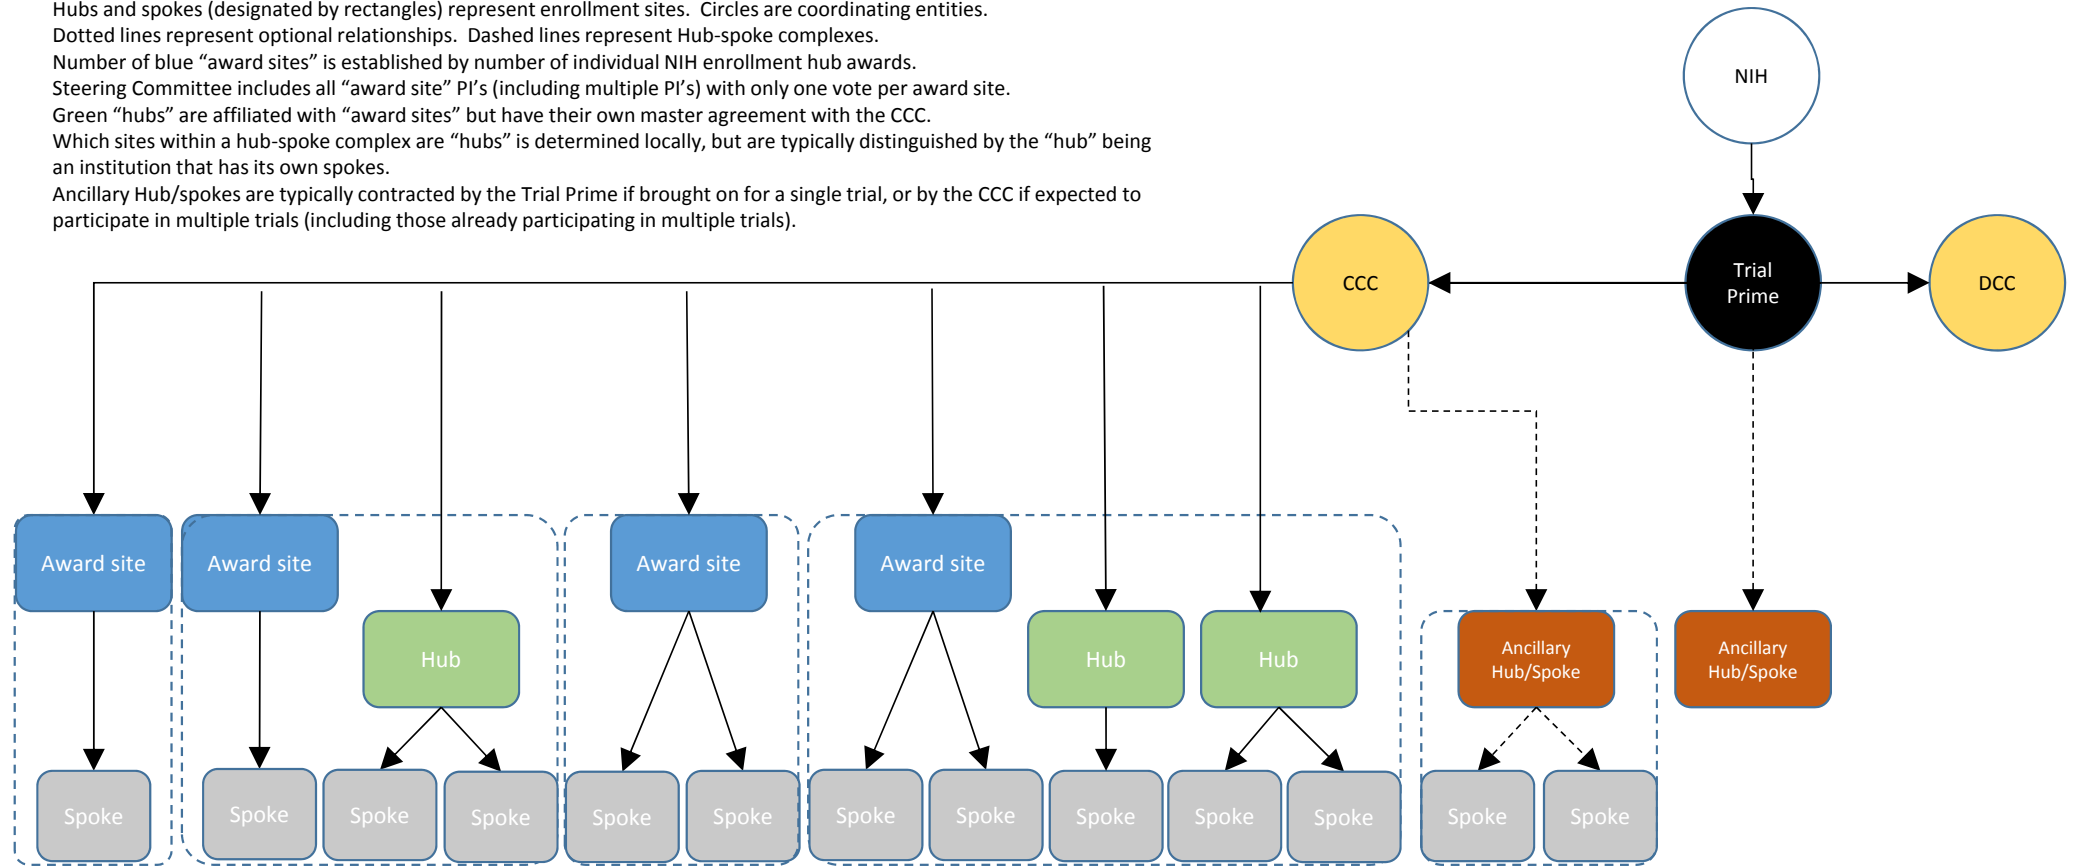 Hubs and spokes (designated by rectangles) represent enrollment sites.  Circles are coordinating entities.
Dotted lines represent optional relationships.  Dashed lines represent Hub-spoke complexes.
Number of blue “award sites” is established by number of individual NIH enrollment hub awards.
Steering Committee includes all “award site” PI’s (including multiple PI’s) with only one vote per award site.
Green “hubs” are affiliated with “award sites” but have their own master agreement with the CCC.
Which sites within a hub-spoke complex are “hubs” is determined locally, but are typically distinguished by the “hub” being
an institution that has its own spokes.
Ancillary Hub/spokes are typically contracted by the Trial Prime if brought on for a single trial, or by the CCC if expected to
participate in multiple trials (including those already participating in multiple trials).
NIH
CCC
Trial
Prime
DCC
Award site
Award site
Award site
Award site
Hub
Hub
Hub
Ancillary
Hub/Spoke
Ancillary
Hub/Spoke
Spoke
Spoke
Spoke
Spoke
Spoke
Spoke
Spoke
Spoke
Spoke
Spoke
Spoke
Spoke
Spoke